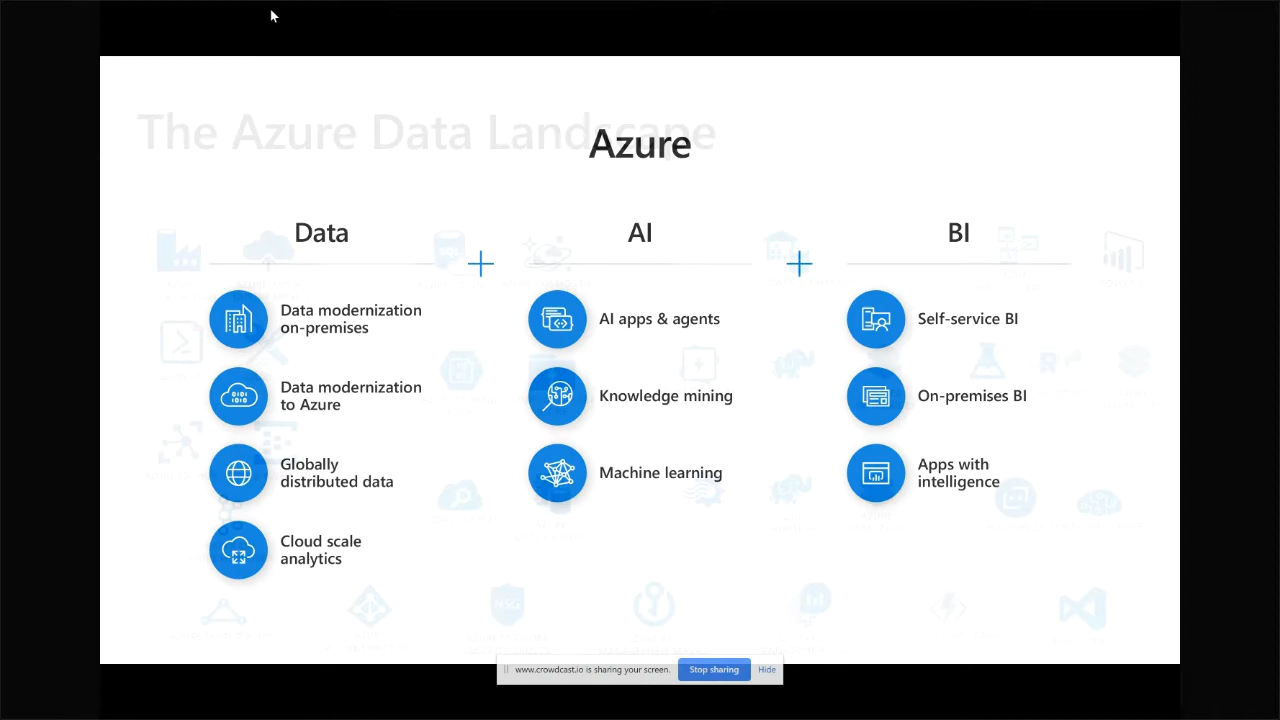 The Azure Data Landscape
Azure
Data
AI
BI
Data modernization
on-premises
Data modernization
to Azure
Globally
distributed data
Cloud scale
analytics
AI apps & agents
Knowledge mining
Machine learning
Self-service BI
On-premises BI
Apps with
intelligence
SQL
NSG
www.crowdcast.io is sharing your screen.
Stop sharing
Hide